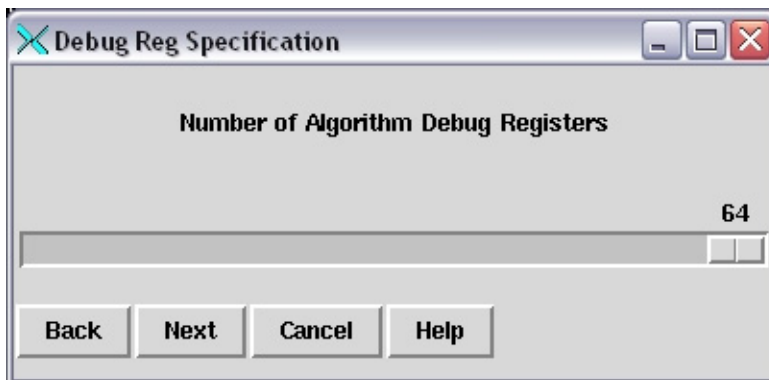 Debug Reg Specification
Number of Algorithm Debug Registers
64
Back Next Cancel Help